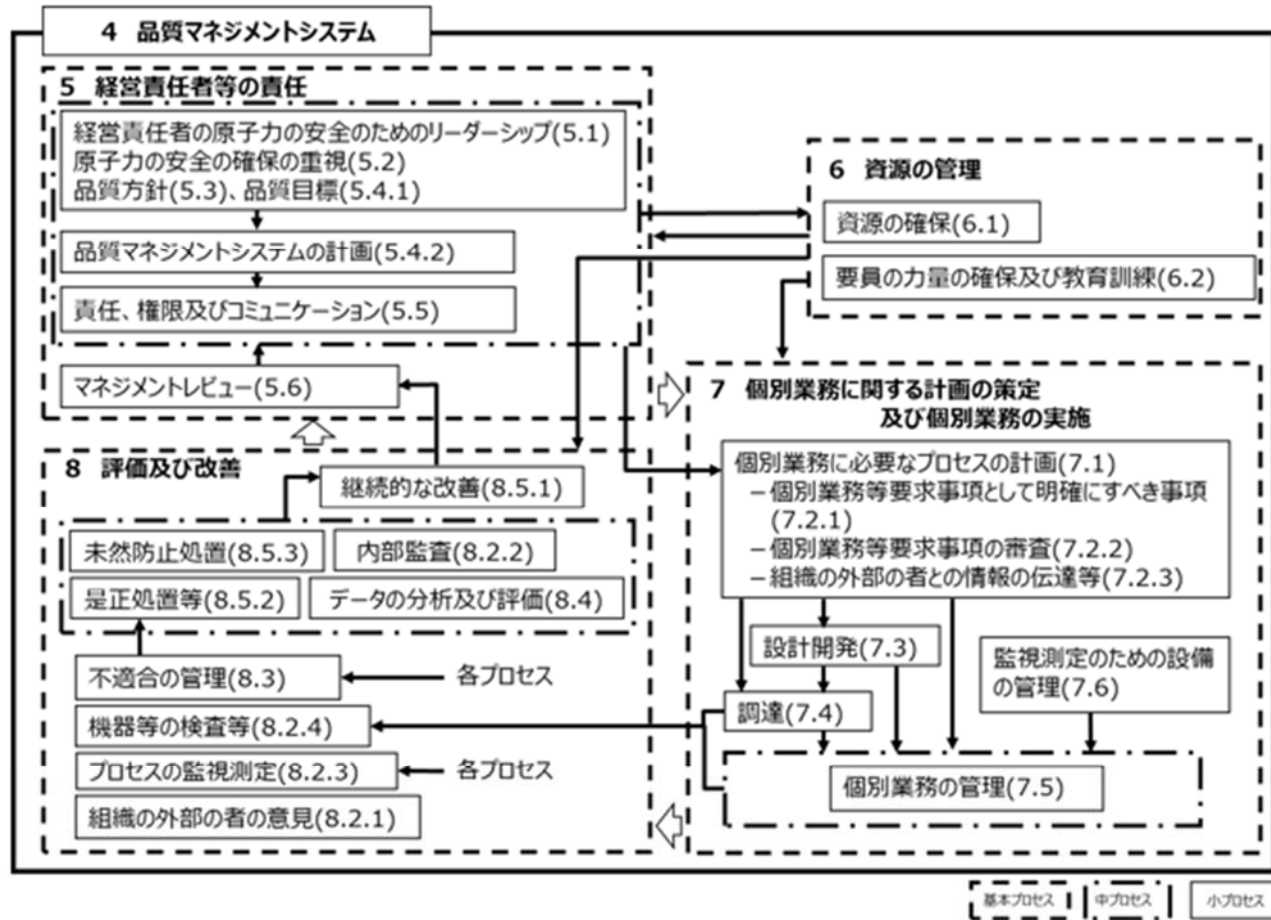 4 品質マネジメントシステム
5 経営責任者等の責任
経営責任者の原子力の安全のためのリーダーシップ(5.1)
原子力の安全の確保の重視(5.2)
品質方針(5.3)、品質目標(5.4.1)
品質マネジメントシステムの計画(5.4.2)
責任、権限及びコミュニケーション(5.5)
マネジメントレビュー(5.6)
6 資源の管理
資源の確保(6.1)
要員の力量の確保及び教育訓練(6.2)
7 個別業務に関する計画の策定
及び個別業務の実施
個別業務に必要なプロセスの計画(7.1)
－個別業務等要求事項として明確にすべき事項
(7.2.1)
－個別業務等要求事項の審査(7.2.2)
－組織の外部の者との情報の伝達等(7.2.3)
設計開発(7.3)
監視測定のための設備
の管理(7.6)
調達(7.4)
個別業務の管理(7.5)
8 評価及び改善
継続的な改善(8.5.1)
未然防止処置(8.5.3)
内部監査(8.2.2)
是正処置等(8.5.2)
データの分析及び評価(8.4)
不適合の管理(8.3)
各プロセス
機器等の検査等(8.2.4)
プロセスの監視測定(8.2.3)
各プロセス
組織の外部の者の意見(8.2.1)
基本プロセス
中プロセス
小プロセス